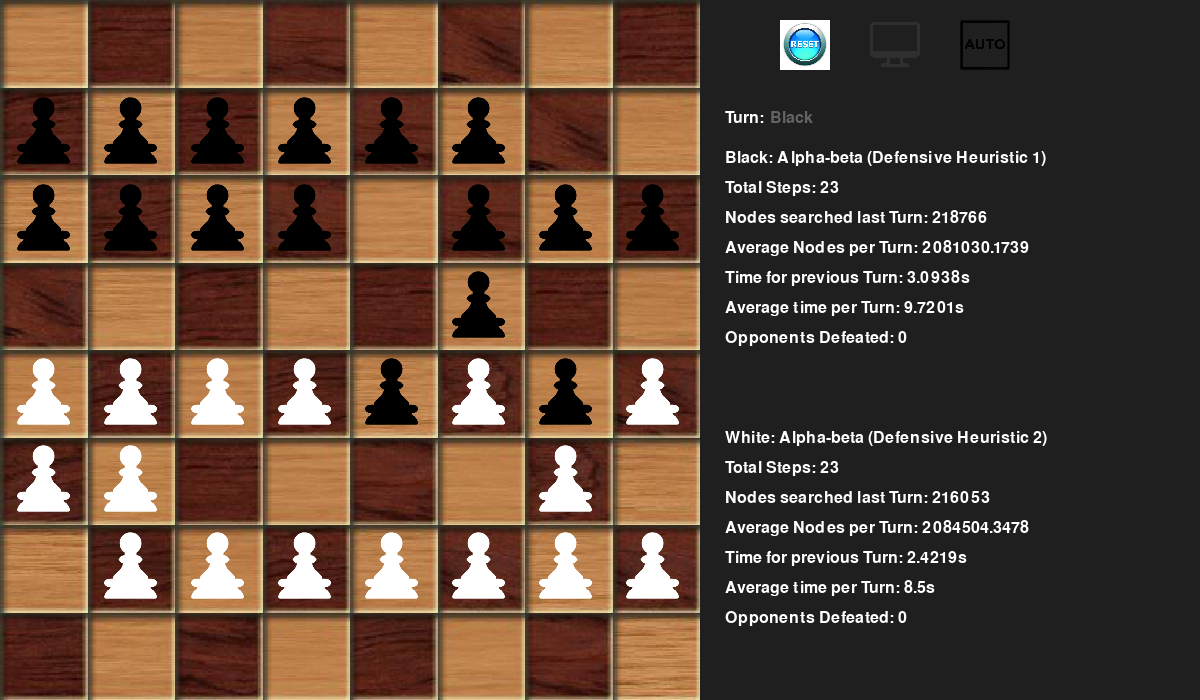 RESET
AUTO
Turn: Black
Black: Alpha-beta (Defensive Heuristic 1)
Total Steps: 23
Nodes searched last Turn: 218766
Average Nodes per Turn: 2081030.1739
Time for previous Turn: 3.0938s
Average time per Turn: 9.7201s
Opponents Defeated: 0
White: Alpha-beta (Defensive Heuristic 2)
Total Steps: 23
Nodes searched last Turn: 216053
Average Nodes per Turn: 2084504.3478
Time for previous Turn: 2.4219s
Average time per Turn: 8.5s
Opponents Defeated: 0